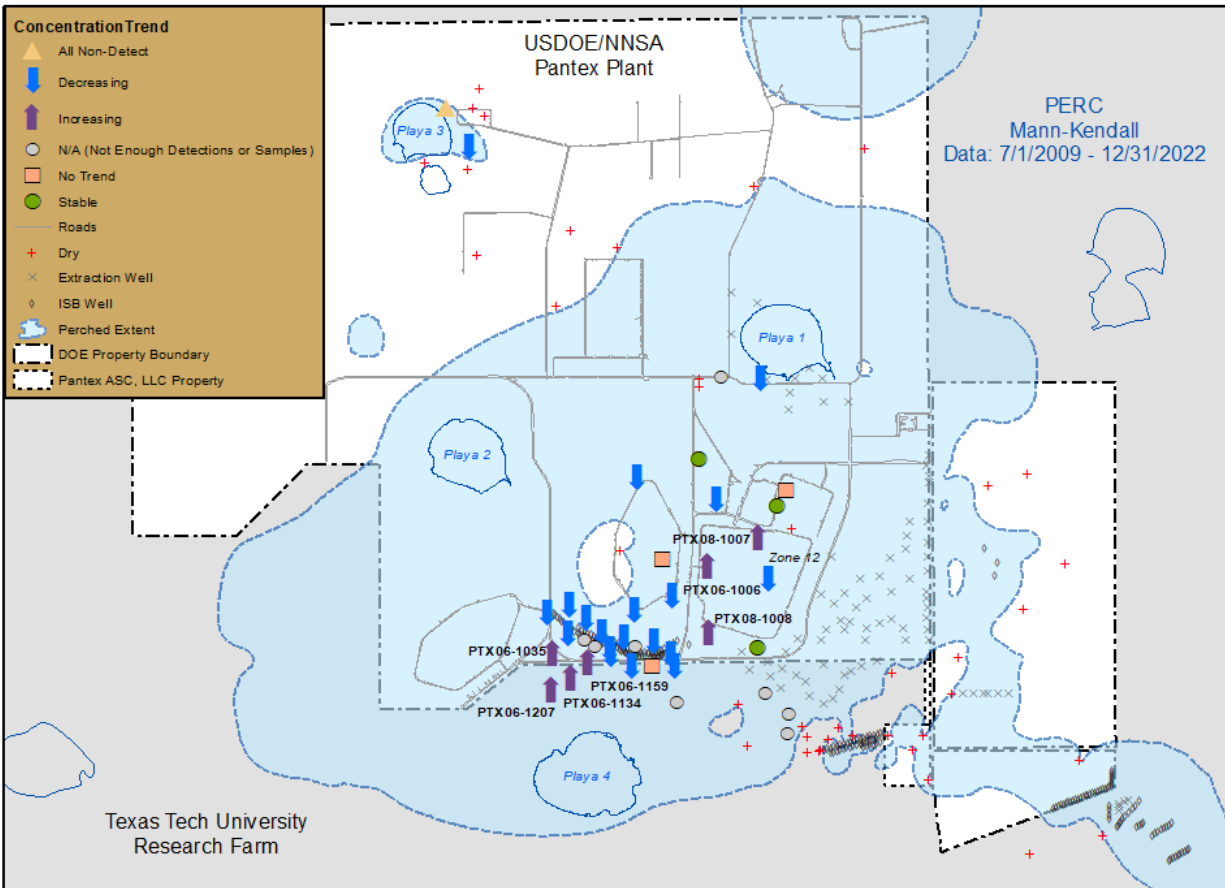 Concentration Trend
All Non-Detect
Decreasing
Increasing
N/A (Not Enough Detections or Samples)
No Trend
Stable
Roads
Dry
Extraction Well
ISB Well
Perched Extent
DOE Property Boundary
Pantex ASC, LLC Property
USDOE/NNSA
Pantex Plant
PERC
Mann-Kendall
Data: 7/1/2009 - 12/31/2022
Playa 3
Playa 1
Playa 2
PTX08-1007
Zone 12
PTX06-1006
PTX08-1008
PTX06-1035
PTX06-1159
PTX06-1134
PTX06-1207
Playa 4
Texas Tech University
Research Farm